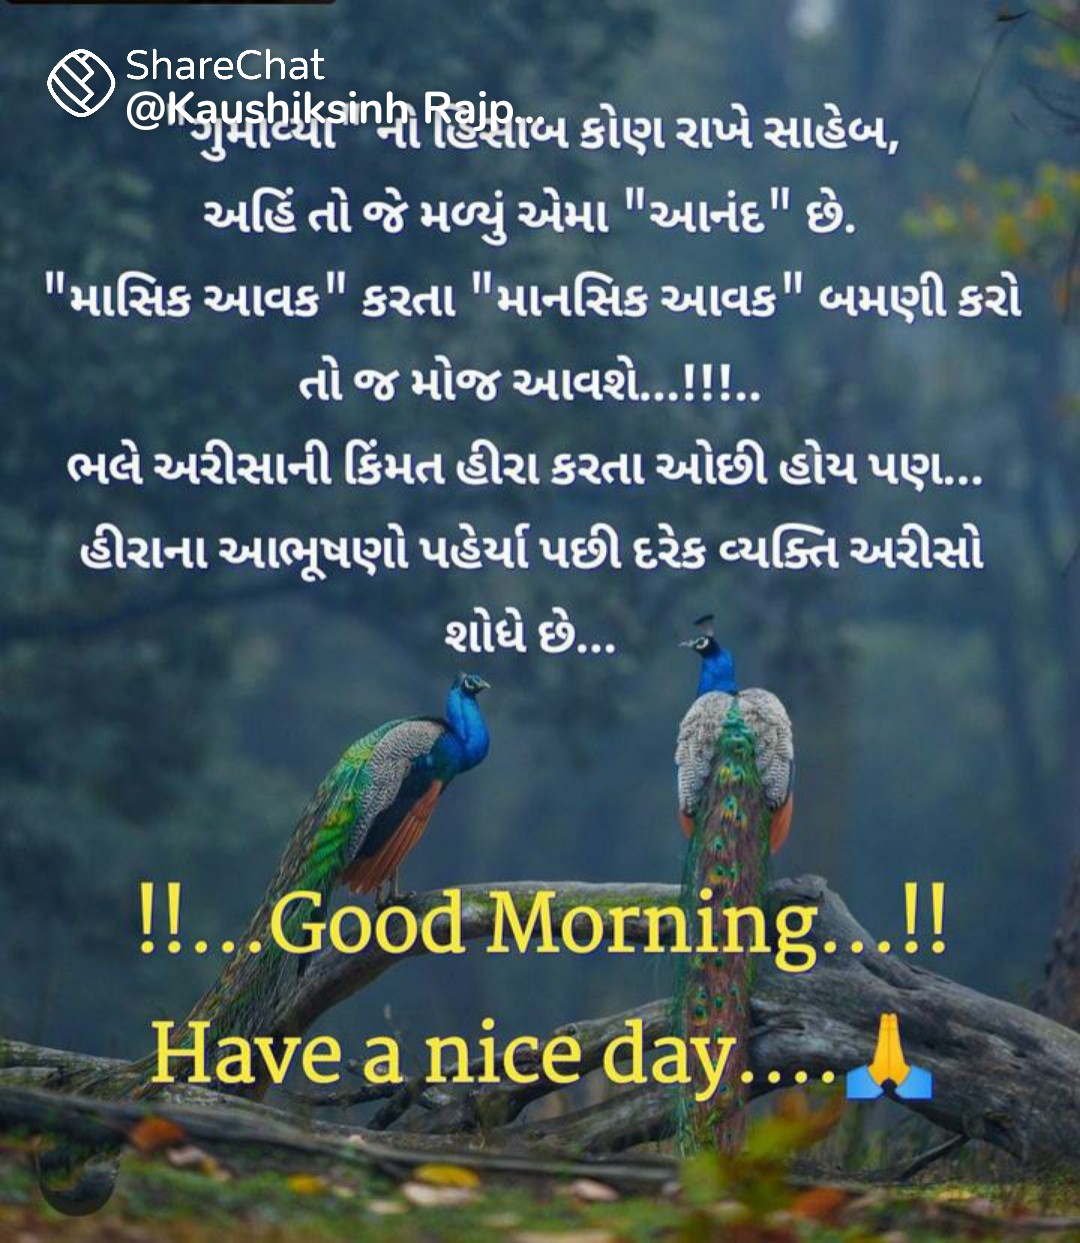 ShareChat
@Kaushiksinh Rajp...
"ગુમાવ્યા" નો હિસાબ કોણ રાખે સાહેબ,
અહિં તો જે મળ્યું એમા "આનંદ" છે.
"માસિક આવક" કરતા "માનસિક આવક" બમણી કરો
તો જ મોજ આવશે...!!!..
ભલે અરીસાની કિંમત હીરા કરતા ઓછી હોય પણ...
હીરાના આભૂષણો પહેર્યા પછી દરેક વ્યક્તિ અરીસો
શોધે છે...
!!...Good Morning...!!
Have a nice day....🙏